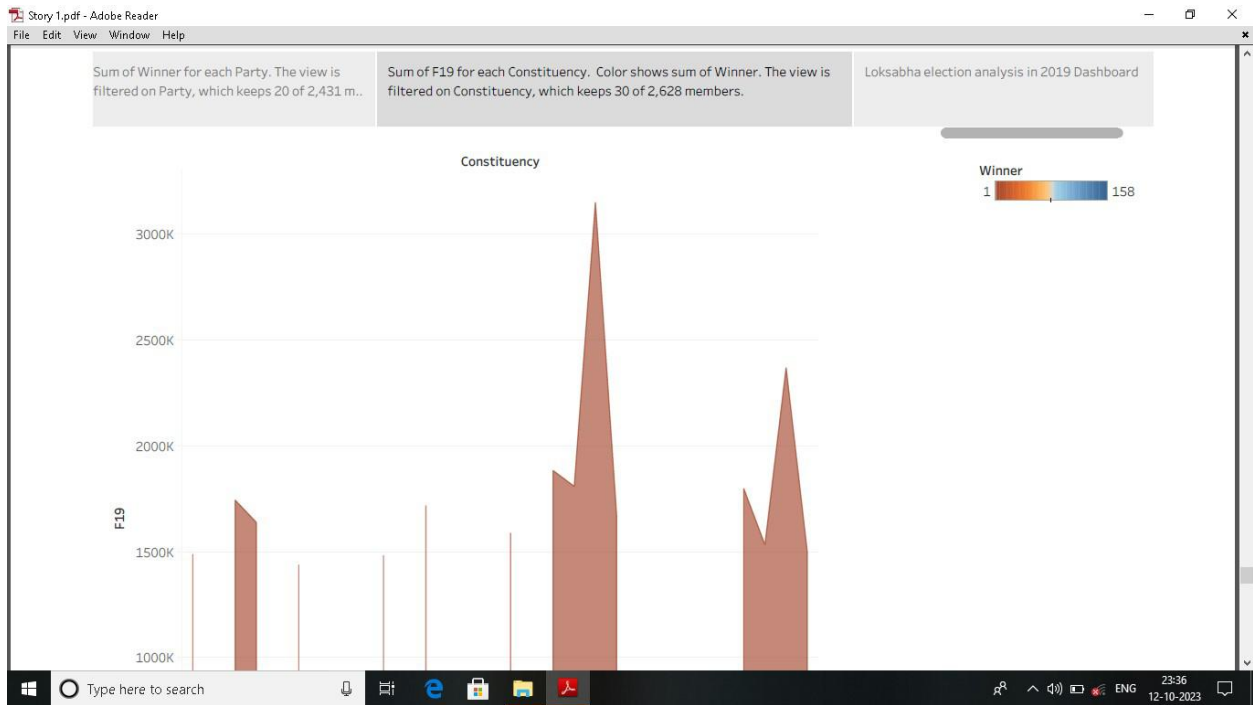 Story 1.pdf - Adobe Reader
File Edit View Window Help
Sum of Winner for each Party. The view is
filtered on Party, which keeps 20 of 2,431 m..
Sum of F19 for each Constituency. Color shows sum of Winner. The view is
filtered on Constituency, which keeps 30 of 2,628 members.
Loksabha election analysis in 2019 Dashboard
Constituency
Winner
1 158
3000K
2500K
2000K
F19
1500K
1000K
Type here to search
ENG
23:36
12-10-2023